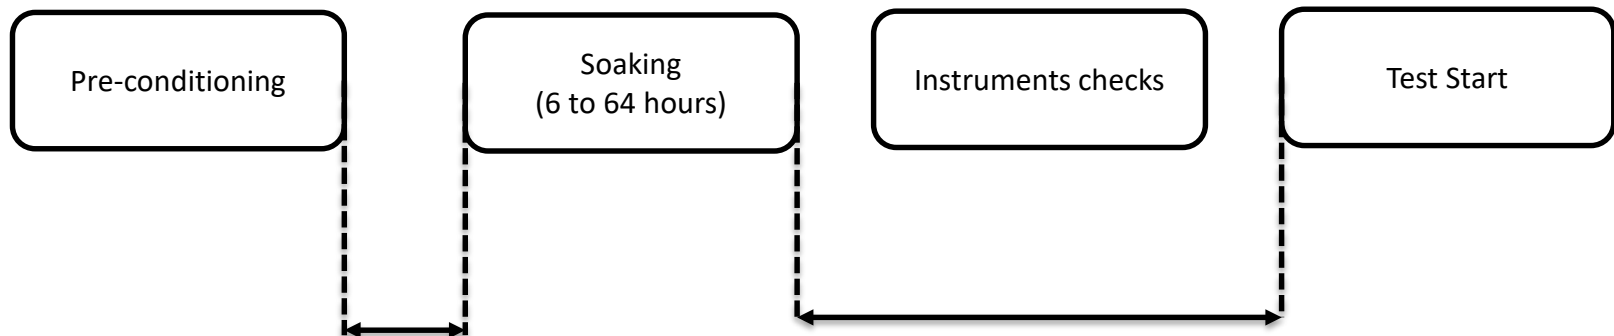 Pre-conditioning
Soaking
(6 to 64 hours)
Instruments checks
Test Start